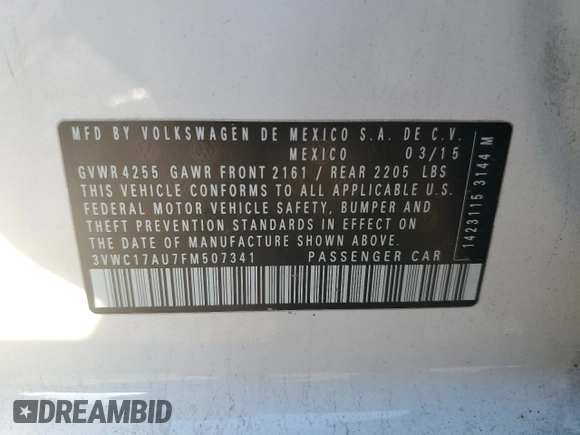 MFD BY VOLKSWAGEN DE MEXICO S.A. DE C.V.
MEXICO 03/15
GVWR 4255 GAWR FRONT 2161 / REAR 2205 LBS
THIS VEHICLE CONFORMS TO ALL APPLICABLE U.S.
FEDERAL MOTOR VEHICLE SAFETY, BUMPER AND
THEFT PREVENTION STANDARDS IN EFFECT ON THE
DATE OF MANUFACTURE SHOWN ABOVE.
3VWC17AU7FM507341 PASSENGER CAR
1423115 3144 M
DREAMBID